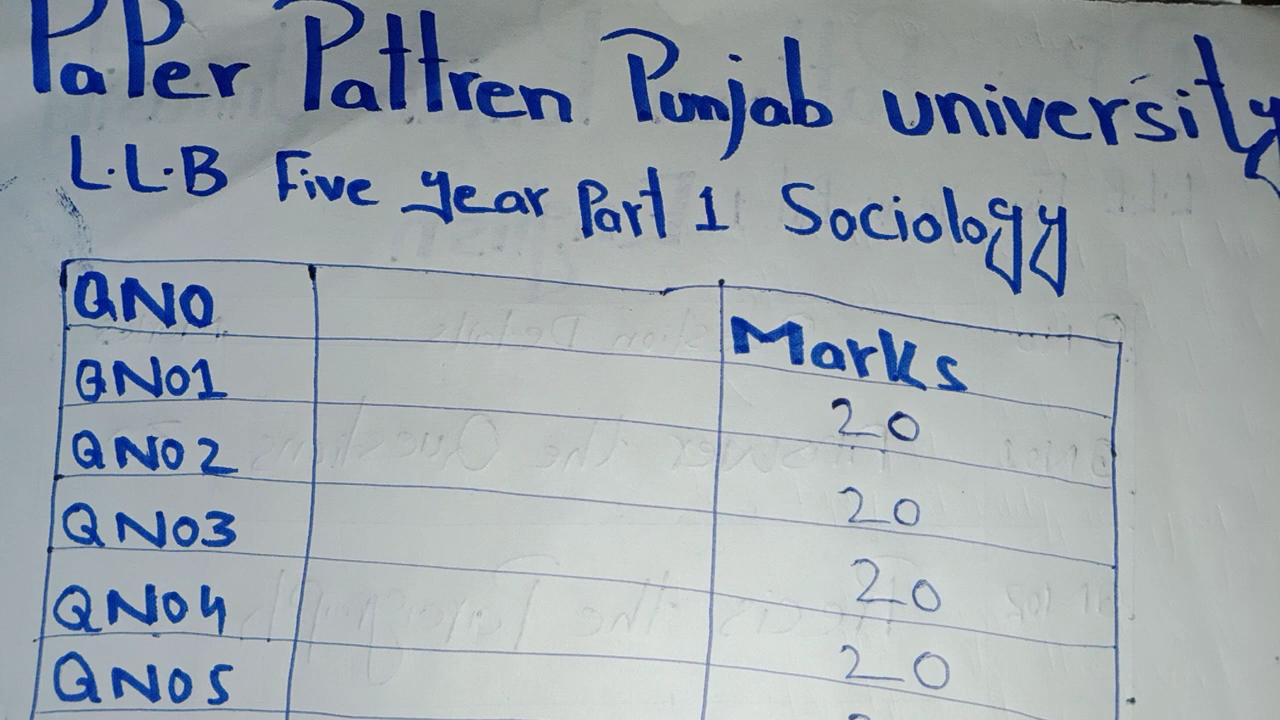 PaPer Pattren Punjab university
L.L.B Five year Part 1 Sociology
QNO Marks
QNO1 20
QNO2 20
QNO3 20
QNO4 20
QNO5